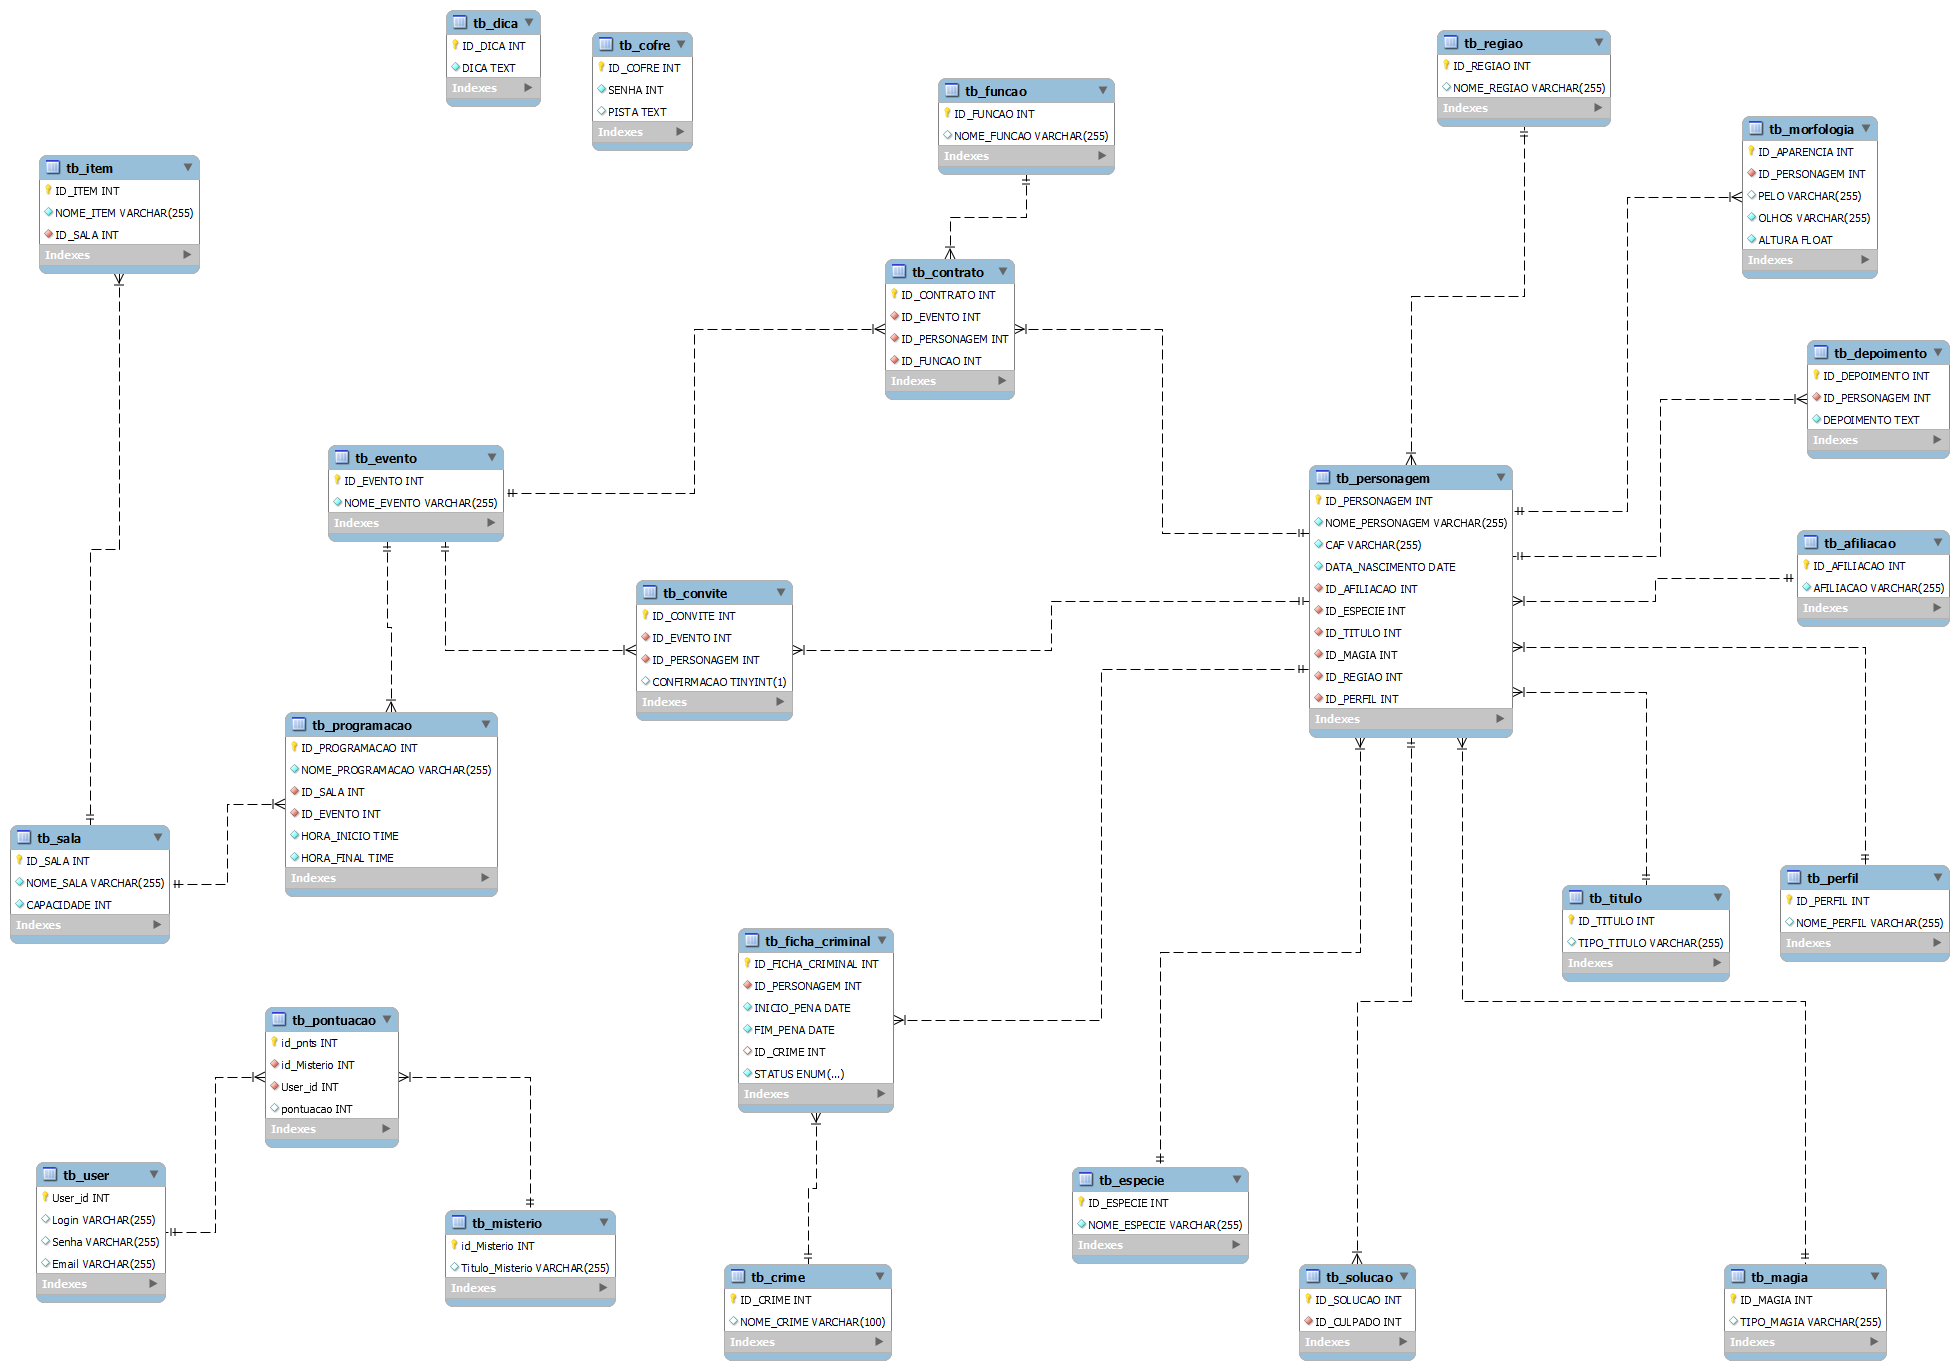 tb_dica
ID_DICA INT
DICA TEXT
Indexes
tb_cofre
ID_COFRE INT
SENHA INT
PISTA TEXT
Indexes
tb_funcao
ID_FUNCAO INT
NOME_FUNCAO VARCHAR(255)
Indexes
tb_regiao
ID_REGIAO INT
NOME_REGIAO VARCHAR(255)
Indexes
tb_morfologia
ID_APARENCIA INT
ID_PERSONAGEM INT
PELO VARCHAR(255)
OLHOS VARCHAR(255)
ALTURA FLOAT
Indexes
tb_item
ID_ITEM INT
NOME_ITEM VARCHAR(255)
ID_SALA INT
Indexes
tb_contrato
ID_CONTRATO INT
ID_EVENTO INT
ID_PERSONAGEM INT
ID_FUNCAO INT
Indexes
tb_depoimento
ID_DEPOIMENTO INT
ID_PERSONAGEM INT
DEPOIMENTO TEXT
Indexes
tb_evento
ID_EVENTO INT
NOME_EVENTO VARCHAR(255)
Indexes
tb_personagem
ID_PERSONAGEM INT
NOME_PERSONAGEM VARCHAR(255)
CAF VARCHAR(255)
DATA_NASCIMENTO DATE
ID_AFILIACAO INT
ID_ESPECIE INT
ID_TITULO INT
ID_MAGIA INT
ID_REGIAO INT
ID_PERFIL INT
Indexes
tb_afiliacao
ID_AFILIACAO INT
AFILIACAO VARCHAR(255)
Indexes
tb_convite
ID_CONVITE INT
ID_EVENTO INT
ID_PERSONAGEM INT
CONFIRMACAO TINYINT(1)
Indexes
tb_programacao
ID_PROGRAMACAO INT
NOME_PROGRAMACAO VARCHAR(255)
ID_SALA INT
ID_EVENTO INT
HORA_INICIO TIME
HORA_FINAL TIME
Indexes
tb_sala
ID_SALA INT
NOME_SALA VARCHAR(255)
CAPACIDADE INT
Indexes
tb_perfil
ID_PERFIL INT
NOME_PERFIL VARCHAR(255)
Indexes
tb_titulo
ID_TITULO INT
TIPO_TITULO VARCHAR(255)
Indexes
tb_ficha_criminal
ID_FICHA_CRIMINAL INT
ID_PERSONAGEM INT
INICIO_PENA DATE
FIM_PENA DATE
ID_CRIME INT
STATUS ENUM(...)
Indexes
tb_pontuacao
id_pnts INT
id_Misterio INT
User_id INT
pontuacao INT
Indexes
tb_user
User_id INT
Login VARCHAR(255)
Senha VARCHAR(255)
Email VARCHAR(255)
Indexes
tb_misterio
id_Misterio INT
Titulo_Misterio VARCHAR(255)
Indexes
tb_especie
ID_ESPECIE INT
NOME_ESPECIE VARCHAR(255)
Indexes
tb_crime
ID_CRIME INT
NOME_CRIME VARCHAR(100)
Indexes
tb_solucao
ID_SOLUCAO INT
ID_CULPADO INT
Indexes
tb_magia
ID_MAGIA INT
TIPO_MAGIA VARCHAR(255)
Indexes